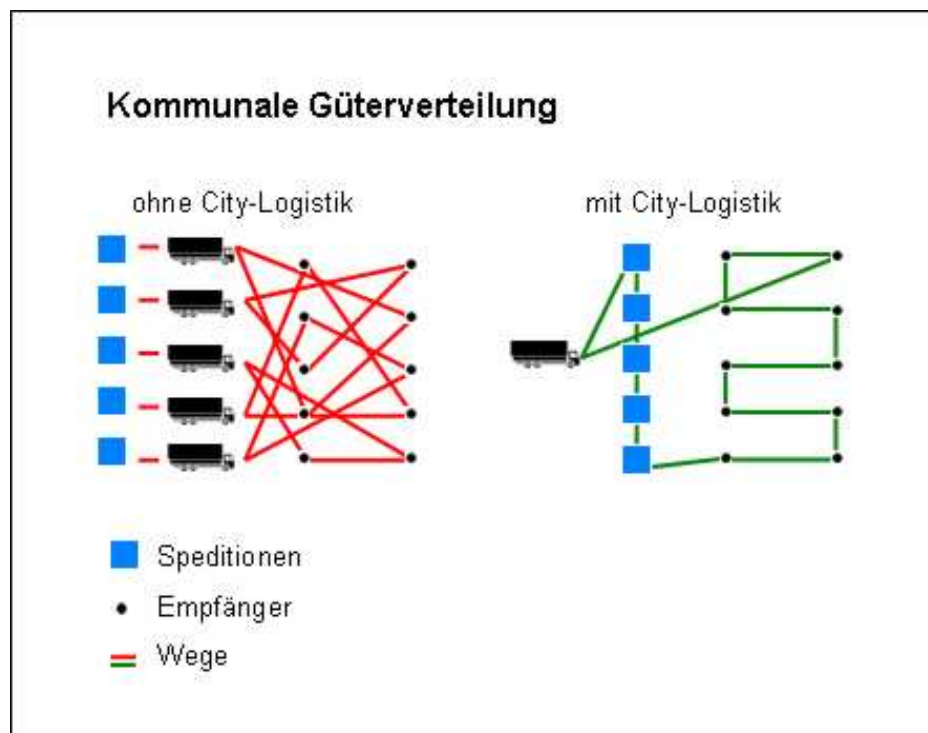 Kommunale Güterverteilung
ohne City-Logistik
mit City-Logistik
Speditionen
Empfänger
Wege